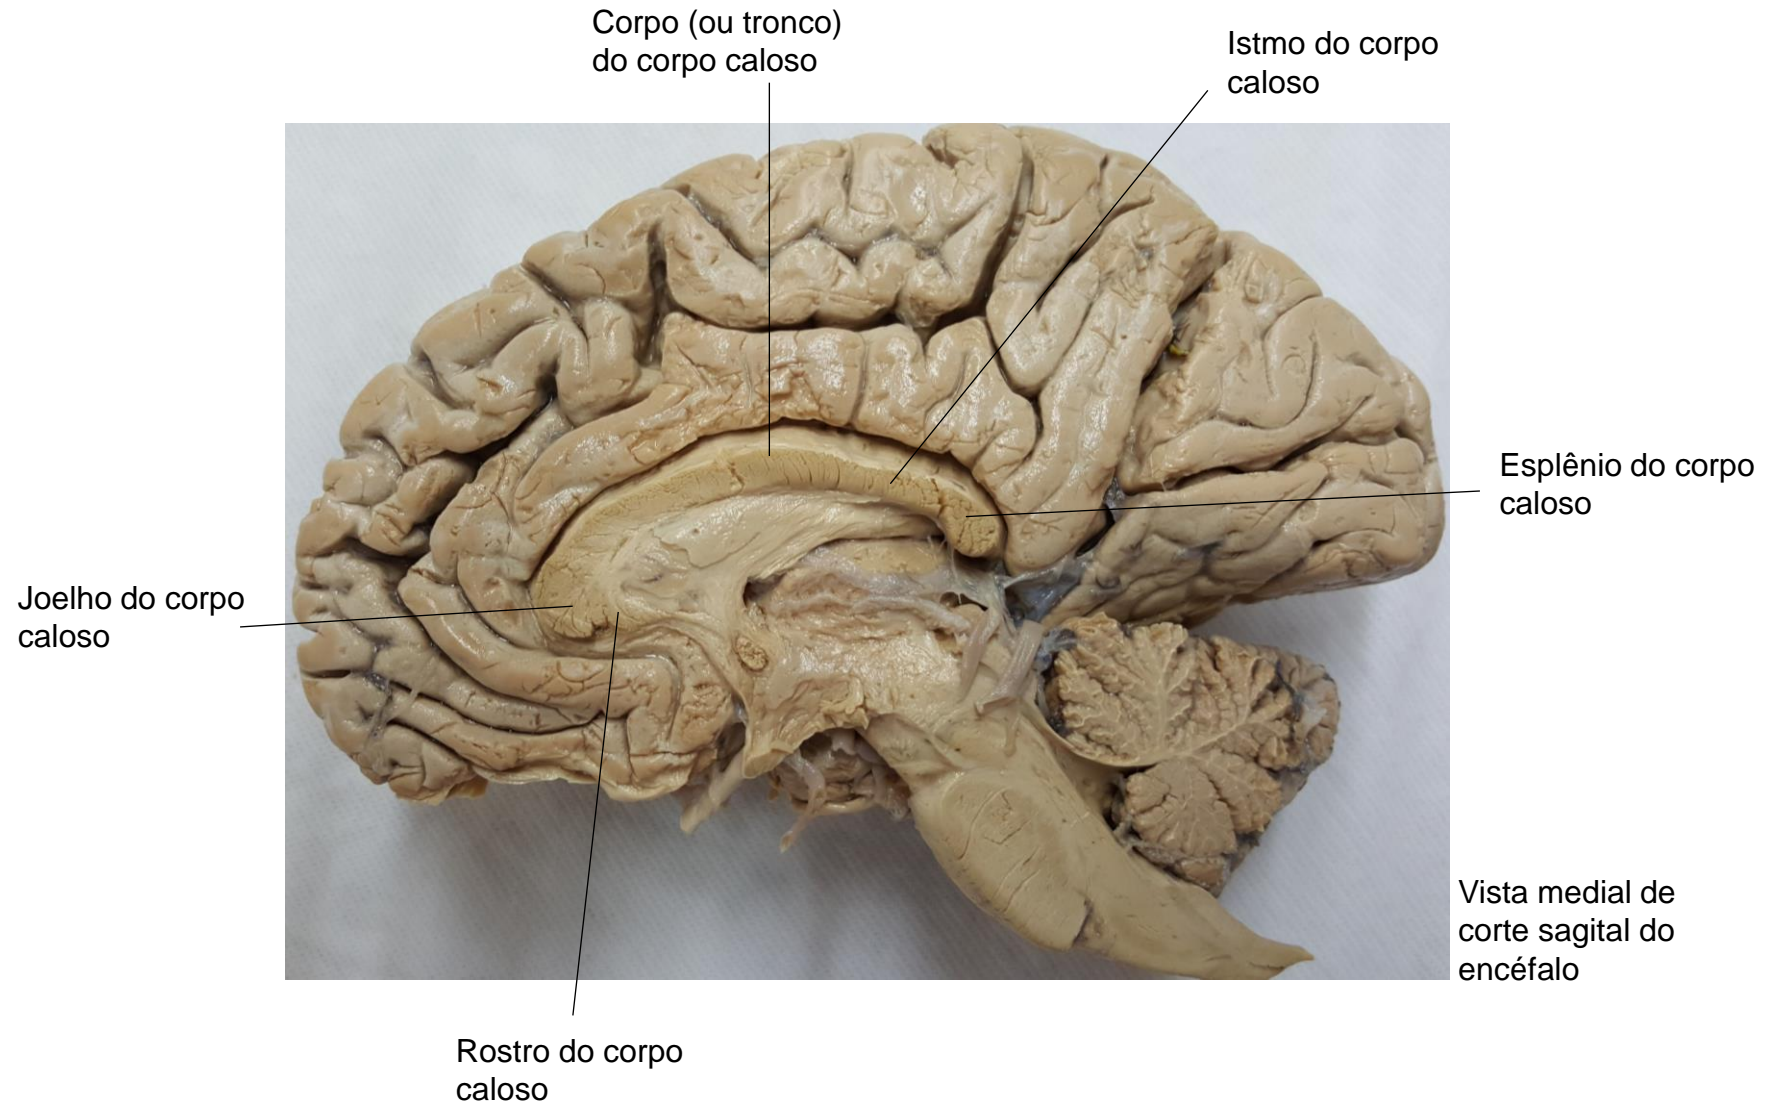 Corpo (ou tronco)
do corpo caloso
Istmo do corpo
caloso
Esplênio do corpo
caloso
Joelho do corpo
caloso
Vista medial de
corte sagital do
encéfalo
Rostro do corpo
caloso